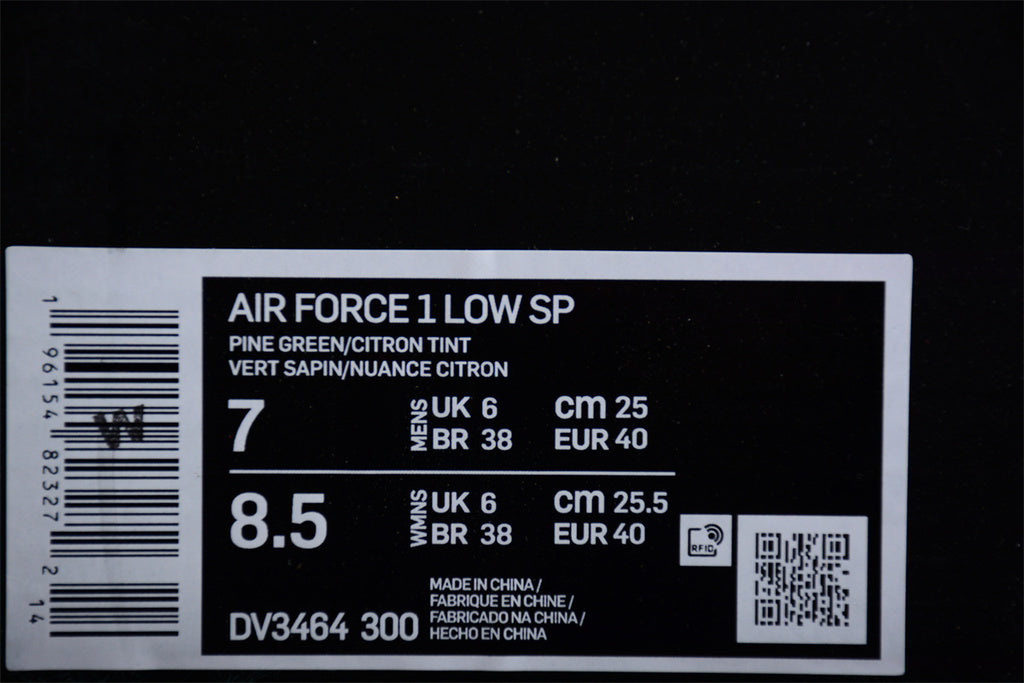 AIR FORCE 1 LOW SP
PINE GREEN/CITRON TINT
VERT SAPIN/NUANCE CITRON
7 MENS UK 6 cm 25
BR 38 EUR 40
8.5 WMNS UK 6 cm 25.5
BR 38 EUR 40
RFID
MADE IN CHINA /
FABRIQUE EN CHINE /
FABRICADO NA CHINA /
HECHO EN CHINA
DV3464 300
1 96154 82327 2 14
W